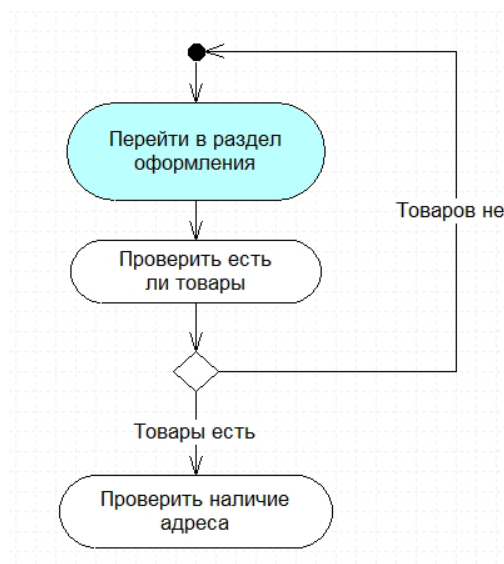 Перейти в раздел
оформления
Товаров не
Проверить есть
ли товары
Товары есть
Проверить наличие
адреса